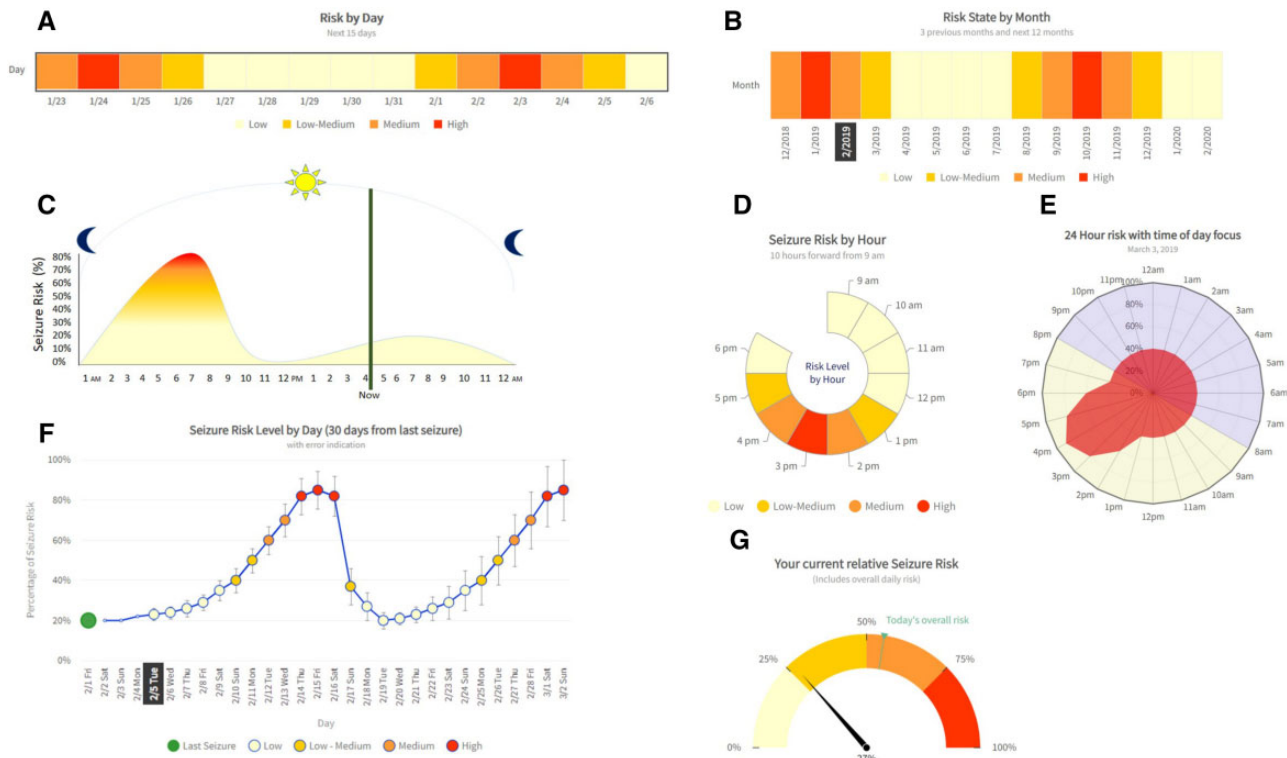 A
Risk by Day
Next 15 days
Day
1/23 1/24 1/25 1/26 1/27 1/28 1/29 1/30 1/31 2/1 2/2 2/3 2/4 2/5 2/6
Low Low-Medium Medium High
B
Risk State by Month
3 previous months and next 12 months
Month
12/2018 1/2019 2/2019 3/2019 4/2019 5/2019 6/2019 7/2019 8/2019 9/2019 10/2019 11/2019 12/2019 1/2020 2/2020
Low Low-Medium Medium High
C
Seizure Risk (%)
80%
70%
60%
50%
40%
30%
20%
10%
0%
1 AM 2 3 4 5 6 7 8 9 10 11 12 PM 1 2 3 4 5 6 7 8 9 10 11 12 AM
Now
D
Seizure Risk by Hour
10 hours forward from 9 am
9 am
10 am
11 am
12 pm
1 pm
2 pm
3 pm
4 pm
5 pm
6 pm
Risk Level
by Hour
Low Low-Medium Medium High
E
24 Hour risk with time of day focus
March 3, 2019
12am
1am
2am
3am
4am
5am
6am
7am
8am
9am
10am
11am
12pm
1pm
2pm
3pm
4pm
5pm
6pm
7pm
8pm
9pm
10pm
11pm
100%
80%
60%
40%
20%
0%
F
Seizure Risk Level by Day (30 days from last seizure)
with error indication
Percentage of Seizure Risk
100%
80%
60%
40%
20%
0%
2/1 Fri 2/2 Sat 2/3 Sun 2/4 Mon 2/5 Tue 2/6 Wed 2/7 Thu 2/8 Fri 2/9 Sat 2/10 Sun 2/11 Mon 2/12 Tue 2/13 Wed 2/14 Thu 2/15 Fri 2/16 Sat 2/17 Sun 2/18 Mon 2/19 Tue 2/20 Wed 2/21 Thu 2/22 Fri 2/23 Sat 2/24 Sun 2/25 Mon 2/26 Tue 2/27 Thu 2/28 Fri 3/1 Sat 3/2 Sun
Day
Last Seizure Low Low - Medium Medium High
G
Your current relative Seizure Risk
(Includes overall daily risk)
50%
Today's overall risk
25%
75%
0%
100%
27%